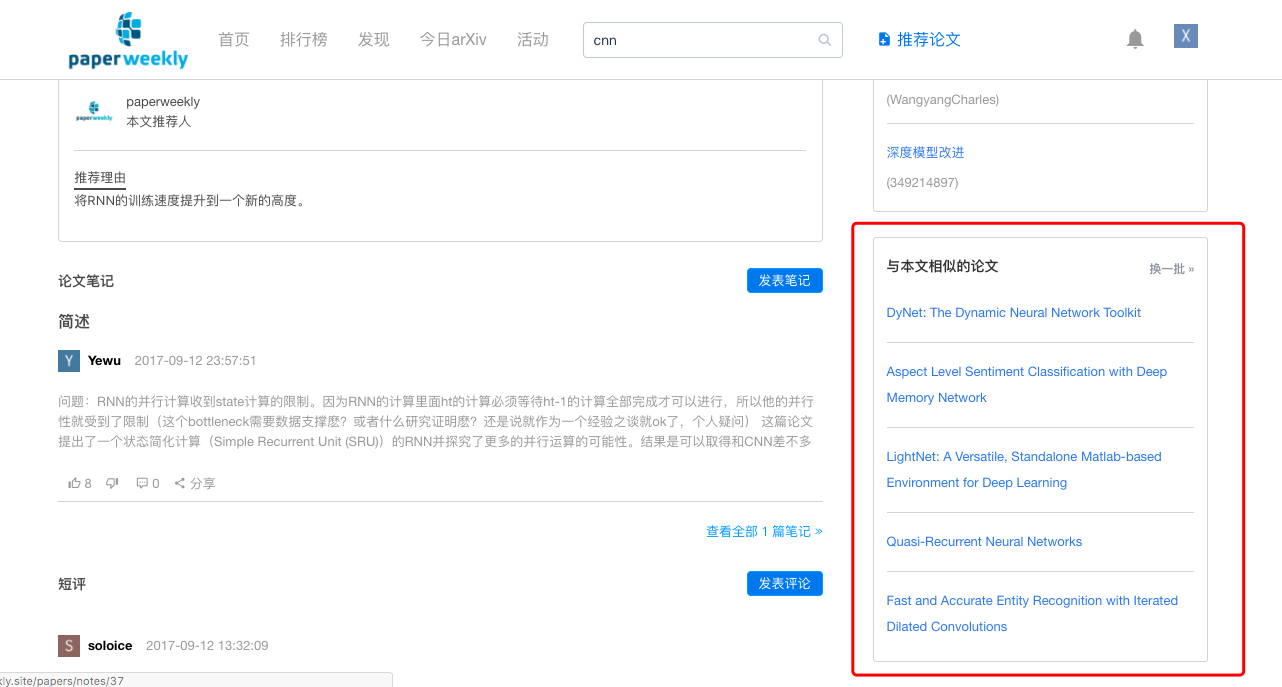 paperweekly
首页
排行榜
发现
今日arXiv
活动
cnn
推荐论文
X
paperweekly
paperweekly
本文推荐人
推荐理由
将RNN的训练速度提升到一个新的高度。
论文笔记
发表笔记
简述
Y
Yewu
2017-09-12 23:57:51
问题：RNN的并行计算收到state计算的限制。因为RNN的计算里面ht的计算必须等待ht-1的计算全部完成才可以进行，所以他的并行
性就受到了限制（这个bottleneck需要数据支撑麽？或者什么研究证明麽？还是说就作为一个经验之谈就ok了，个人疑问） 这篇论文
提出了一个状态简化计算（Simple Recurrent Unit (SRU)）的RNN并探究了更多的并行运算的可能性。结果是可以取得和CNN差不多
8
0
分享
查看全部 1 篇笔记 »
短评
发表评论
S
soloice
2017-09-12 13:32:09
kly.site/papers/notes/37
(WangyangCharles)
深度模型改进
(349214897)
与本文相似的论文
换一批 »
DyNet: The Dynamic Neural Network Toolkit
Aspect Level Sentiment Classification with Deep
Memory Network
LightNet: A Versatile, Standalone Matlab-based
Environment for Deep Learning
Quasi-Recurrent Neural Networks
Fast and Accurate Entity Recognition with Iterated
Dilated Convolutions